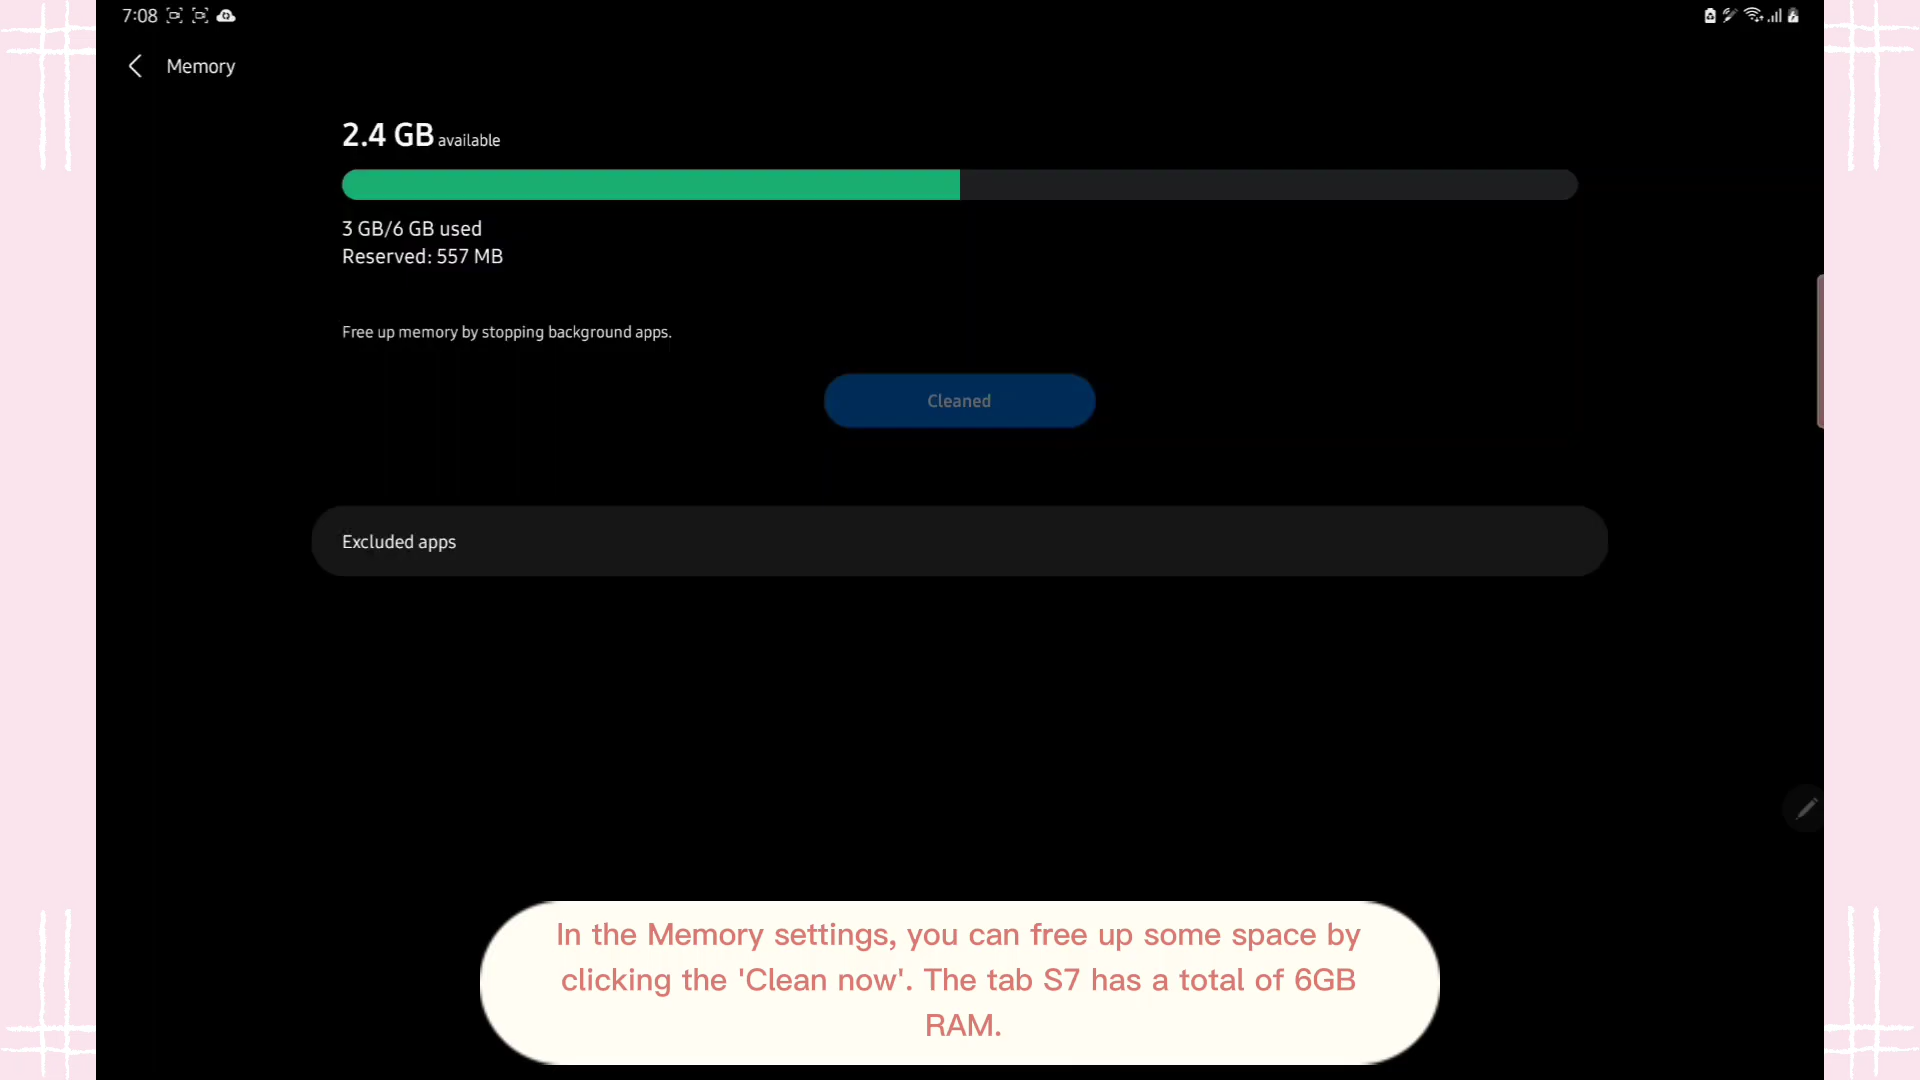 7:08
Memory
2.4 GB available
3 GB/6 GB used
Reserved: 557 MB
Free up memory by stopping background apps.
Cleaned
Excluded apps
In the Memory settings, you can free up some space by
clicking the 'Clean now'. The tab S7 has a total of 6GB
RAM.